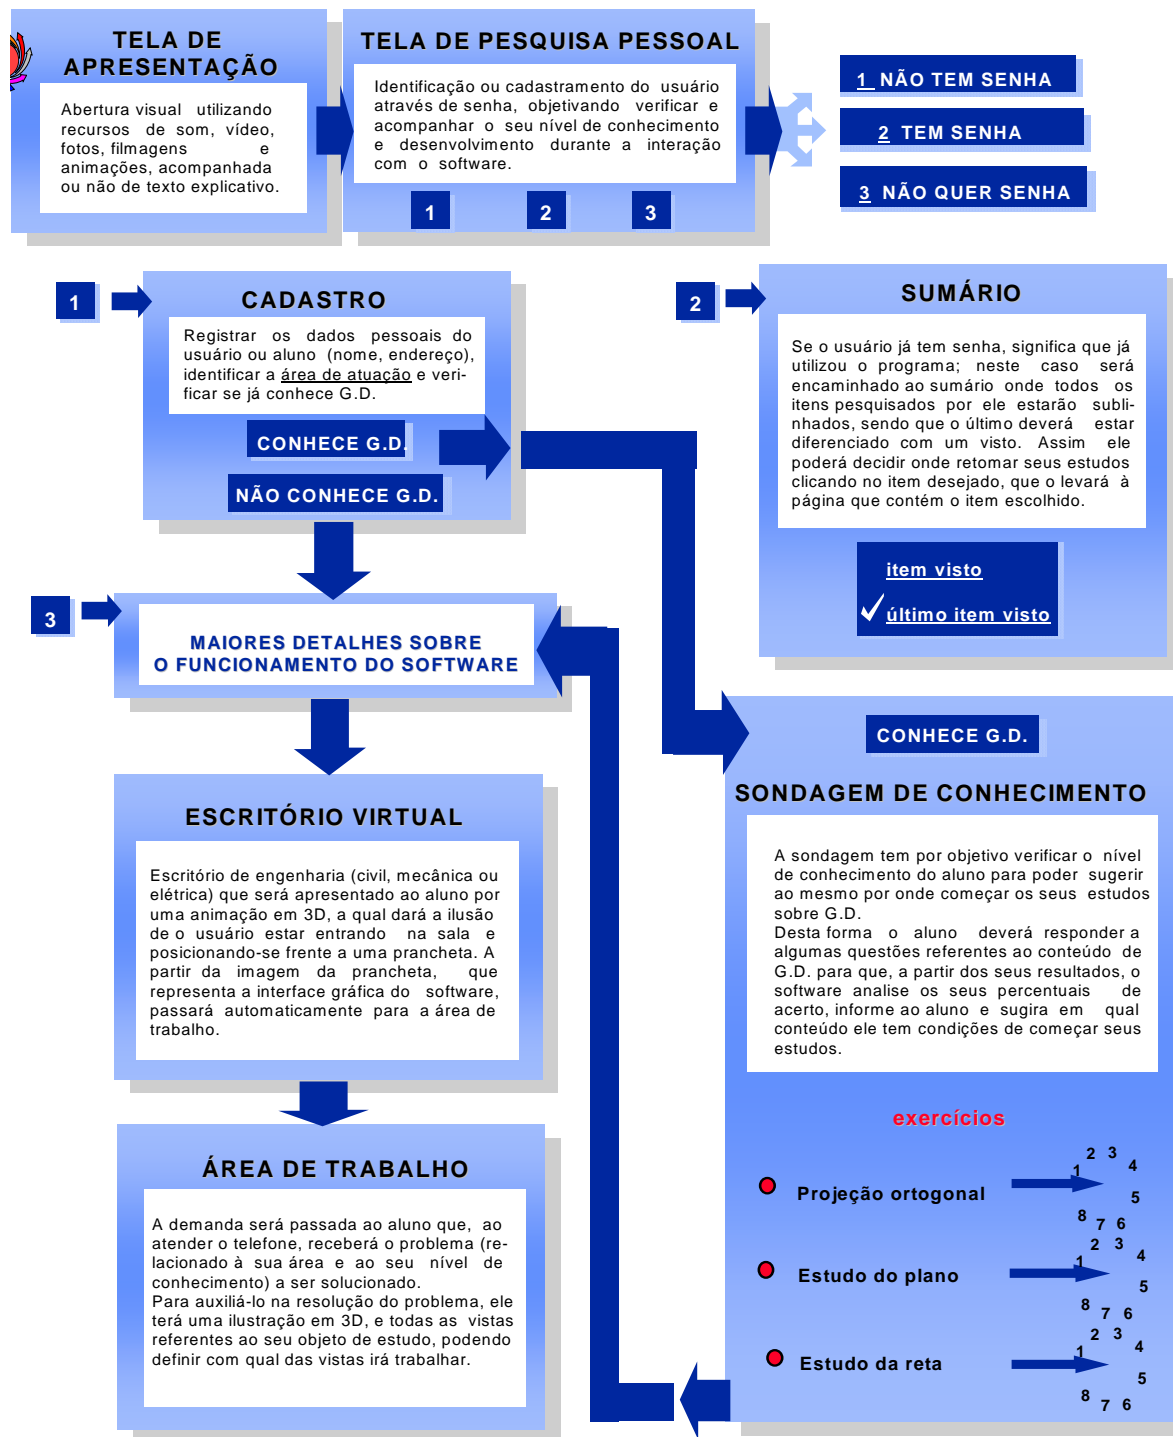 TELA DE
APRESENTAÇÃO
Abertura visual utilizando
recursos de som, vídeo,
fotos, filmagens e
animações, acompanhada
ou não de texto explicativo.
TELA DE PESQUISA PESSOAL
Identificação ou cadastramento do usuário
através de senha, objetivando verificar e
acompanhar o seu nível de conhecimento
e desenvolvimento durante a interação
com o software.
1 2 3
1 NÃO TEM SENHA
2 TEM SENHA
3 NÃO QUER SENHA
1
CADASTRO
Registrar os dados pessoais do
usuário ou aluno (nome, endereço),
identificar a área de atuação e veri-
ficar se já conhece G.D.
CONHECE G.D.
NÃO CONHECE G.D.
2
SUMÁRIO
Se o usuário já tem senha, significa que já
utilizou o programa; neste caso será
encaminhado ao sumário onde todos os
itens pesquisados por ele estarão subli-
nhados, sendo que o último deverá estar
diferenciado com um visto. Assim ele
poderá decidir onde retomar seus estudos
clicando no item desejado, que o levará à
página que contém o item escolhido.
item visto
último item visto
3
MAIORES DETALHES SOBRE
O FUNCIONAMENTO DO SOFTWARE
ESCRITÓRIO VIRTUAL
Escritório de engenharia (civil, mecânica ou
elétrica) que será apresentado ao aluno por
uma animação em 3D, a qual dará a ilusão
de o usuário estar entrando na sala e
posicionando-se frente a uma prancheta. A
partir da imagem da prancheta, que
representa a interface gráfica do software,
passará automaticamente para a área de
trabalho.
ÁREA DE TRABALHO
A demanda será passada ao aluno que, ao
atender o telefone, receberá o problema (re-
lacionado à sua área e ao seu nível de
conhecimento) a ser solucionado.
Para auxiliá-lo na resolução do problema, ele
terá uma ilustração em 3D, e todas as vistas
referentes ao seu objeto de estudo, podendo
definir com qual das vistas irá trabalhar.
CONHECE G.D.
SONDAGEM DE CONHECIMENTO
A sondagem tem por objetivo verificar o nível
de conhecimento do aluno para poder sugerir
ao mesmo por onde começar os seus estudos
sobre G.D.
Desta forma o aluno deverá responder a
algumas questões referentes ao conteúdo de
G.D. para que, a partir dos seus resultados, o
software analise os seus percentuais de
acerto, informe ao aluno e sugira em qual
conteúdo ele tem condições de começar seus
estudos.
exercícios
Projeção ortogonal
1 2 3 4 5 6 7 8
Estudo do plano
1 2 3 4 5 6 7 8
Estudo da reta
1 2 3 4 5 6 7 8